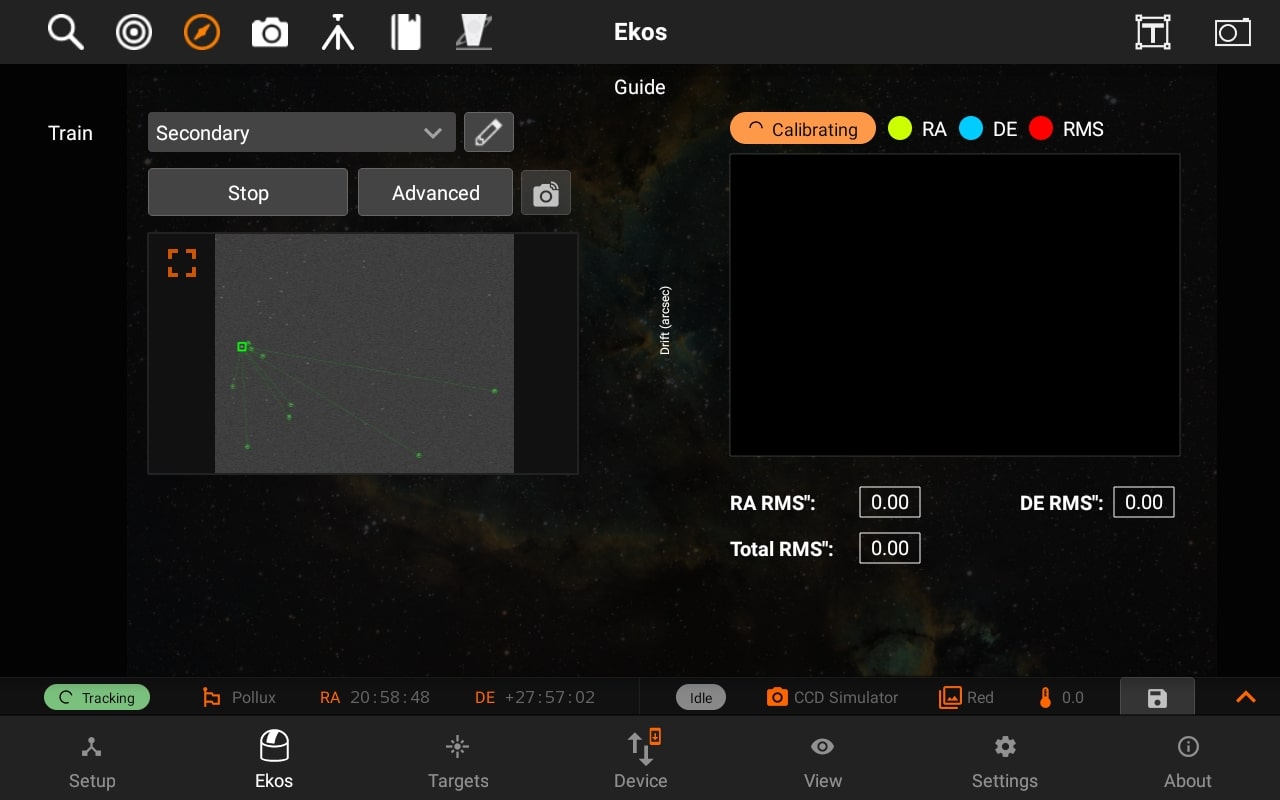 Ekos
T
Guide
Train
Secondary
Calibrating
RA
DE
RMS
Stop
Advanced
Drift (arcsec)
RA RMS":
0.00
DE RMS":
0.00
Total RMS":
0.00
Tracking
Pollux
RA 20:58:48
DE +27:57:02
Idle
CCD Simulator
Red
0.0
Setup
Ekos
Targets
Device
View
Settings
About